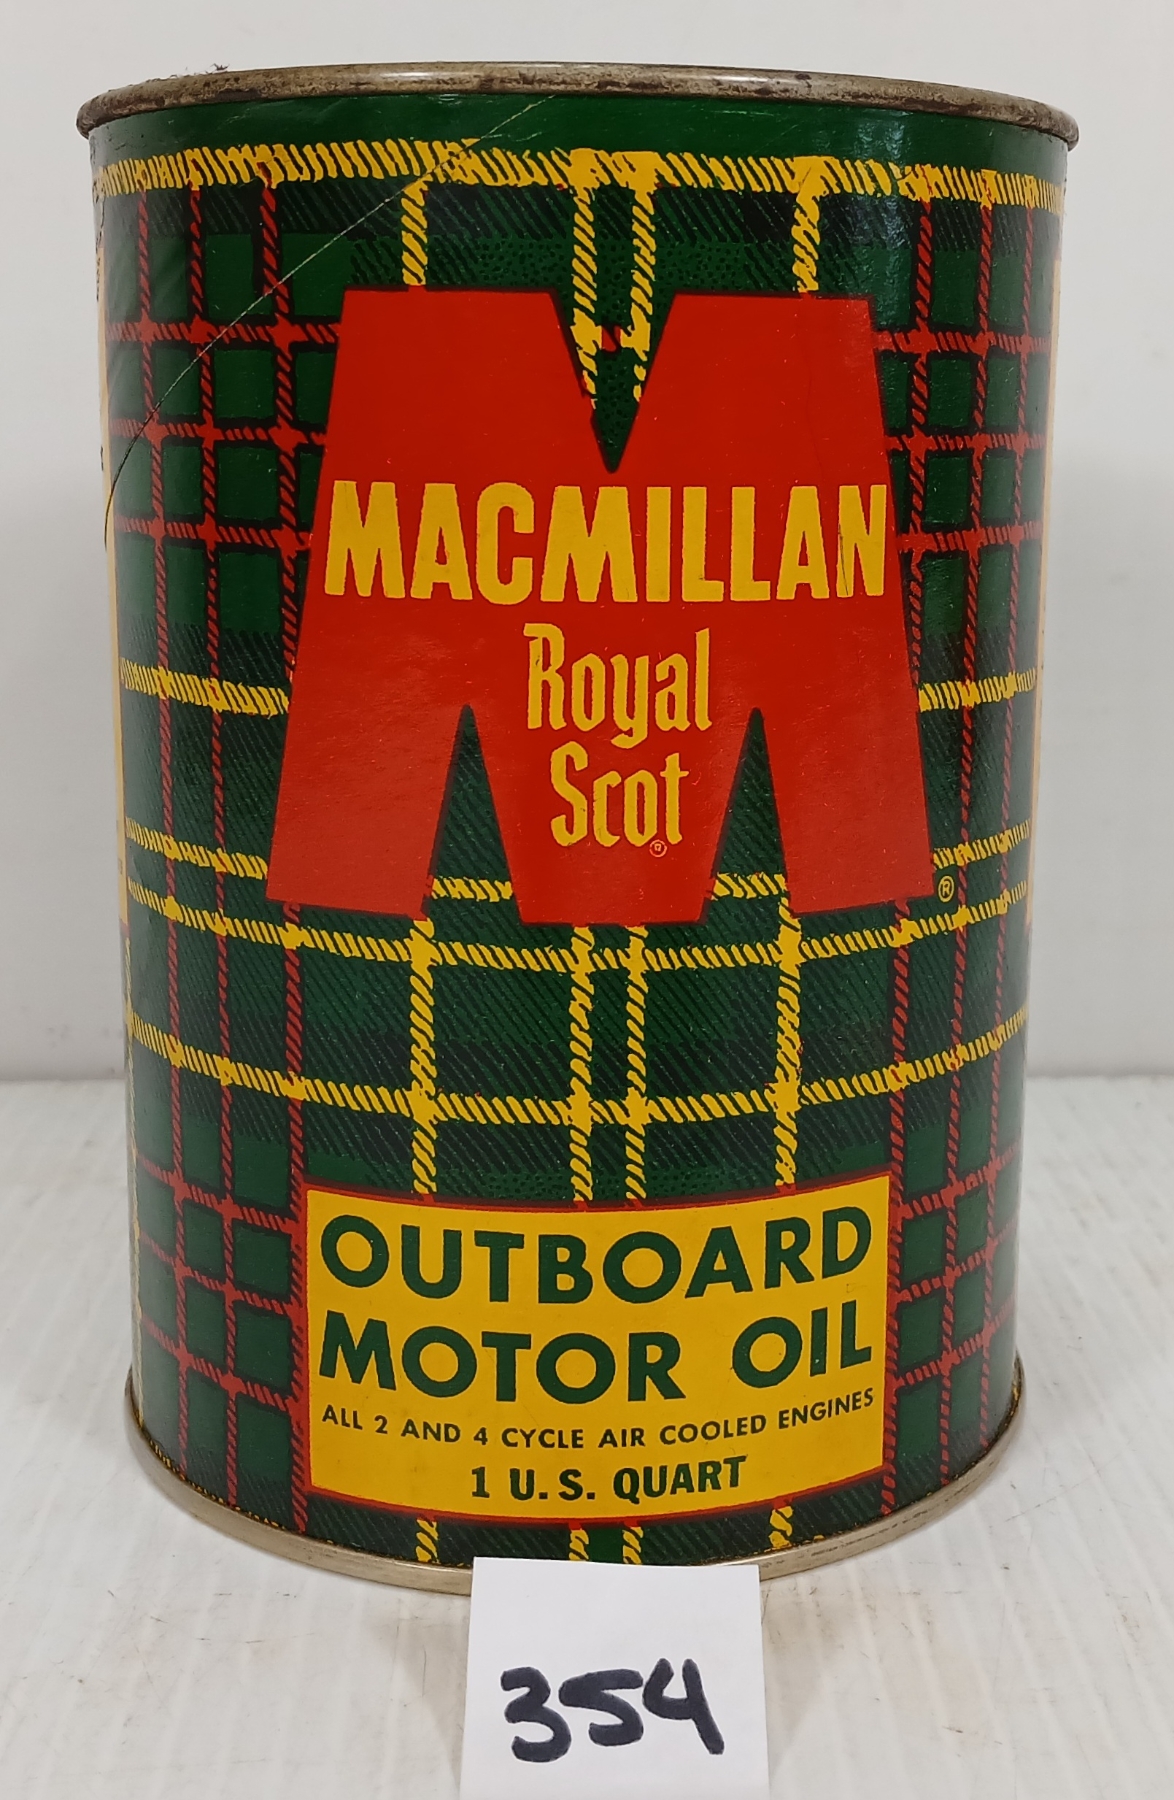 MACMILLAN
Royal
Scot
®
®
OUTBOARD
MOTOR OIL
ALL 2 AND 4 CYCLE AIR COOLED ENGINES
1 U.S. QUART
354